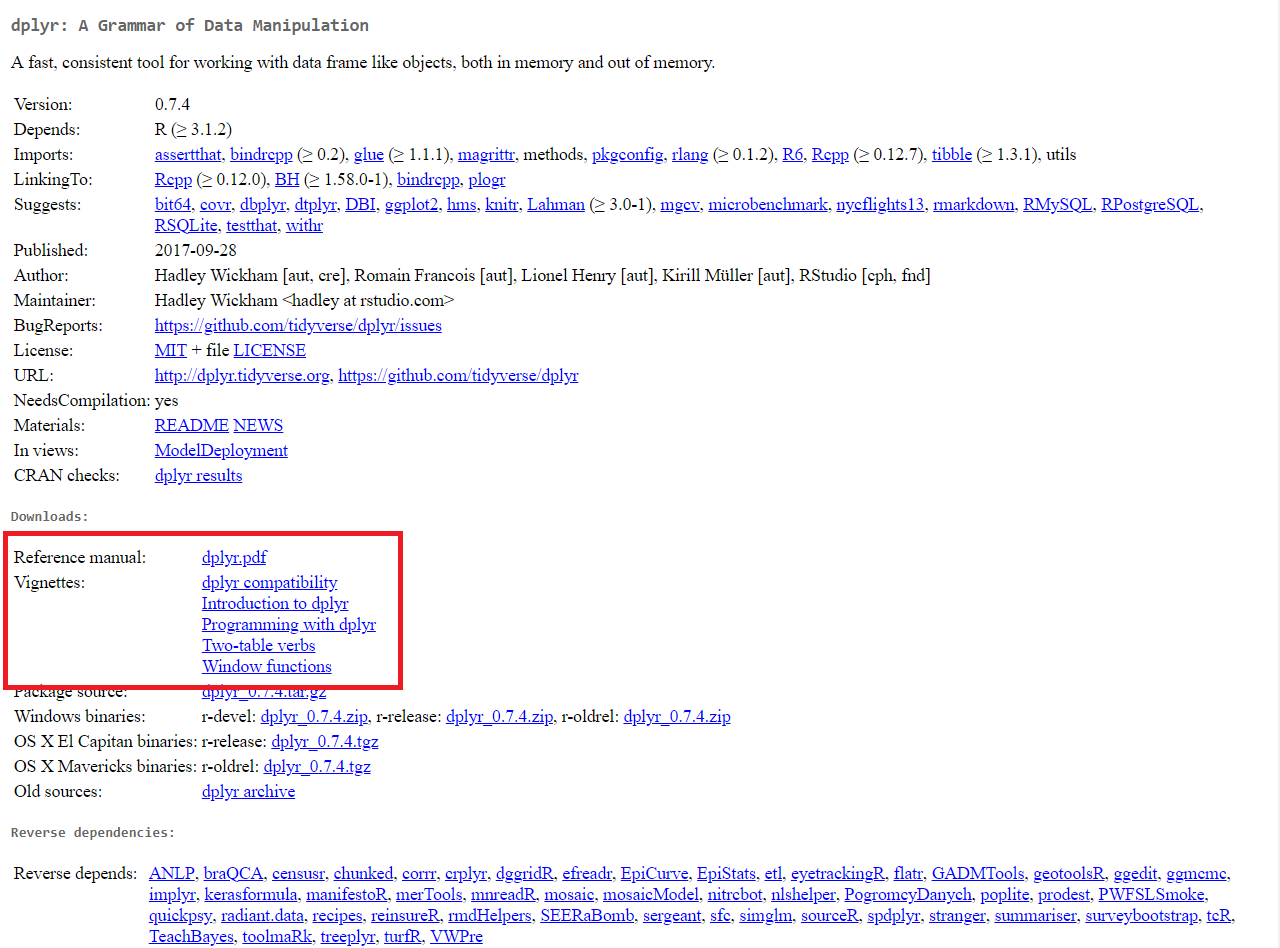 dplyr: A Grammar of Data Manipulation
A fast, consistent tool for working with data frame like objects, both in memory and out of memory.
Version: 0.7.4
Depends: R (≥ 3.1.2)
Imports: assertthat, bindrcpp (≥ 0.2), glue (≥ 1.1.1), magrittr, methods, pkgconfig, rlang (≥ 0.1.2), R6, Rcpp (≥ 0.12.7), tibble (≥ 1.3.1), utils
LinkingTo: Rcpp (≥ 0.12.0), BH (≥ 1.58.0-1), bindrcpp, plogr
Suggests: bit64, covr, dbplyr, dtplyr, DBI, ggplot2, hms, knitr, Lahman (≥ 3.0-1), mgcv, microbenchmark, nycflights13, rmarkdown, RMySQL, RPostgreSQL,
RSQLite, testthat, withr
Published: 2017-09-28
Author: Hadley Wickham [aut, cre], Romain Francois [aut], Lionel Henry [aut], Kirill Müller [aut], RStudio [cph, fnd]
Maintainer: Hadley Wickham <hadley at rstudio.com>
BugReports: https://github.com/tidyverse/dplyr/issues
License: MIT + file LICENSE
URL: http://dplyr.tidyverse.org, https://github.com/tidyverse/dplyr
NeedsCompilation: yes
Materials: README NEWS
In views: ModelDeployment
CRAN checks: dplyr results
Downloads:
Reference manual: dplyr.pdf
Vignettes: dplyr compatibility
Introduction to dplyr
Programming with dplyr
Two-table verbs
Window functions
Package source: dplyr_0.7.4.tar.gz
Windows binaries: r-devel: dplyr_0.7.4.zip, r-release: dplyr_0.7.4.zip, r-oldrel: dplyr_0.7.4.zip
OS X El Capitan binaries: r-release: dplyr_0.7.4.tgz
OS X Mavericks binaries: r-oldrel: dplyr_0.7.4.tgz
Old sources: dplyr archive
Reverse dependencies:
Reverse depends: ANLP, braQCA, censusr, chunked, corrr, crplyr, dggridR, efreadr, EpiCurve, EpiStats, etl, eyetrackingR, flatr, GADMTools, geotoolsR, ggedit, ggmcmc,
implyr, kerasformula, manifestoR, merTools, mnreadR, mosaic, mosaicModel, nitrcbot, nlshelper, PogromcyDanych, poplite, prodest, PWFSLSmoke,
quickpsy, radiant.data, recipes, reinsureR, rmdHelpers, SEERaBomb, sergeant, sfc, simglm, sourceR, spdplyr, stranger, summariser, surveybootstrap, tcR,
TeachBayes, toolmaRk, treeplyr, turfR, VWPre